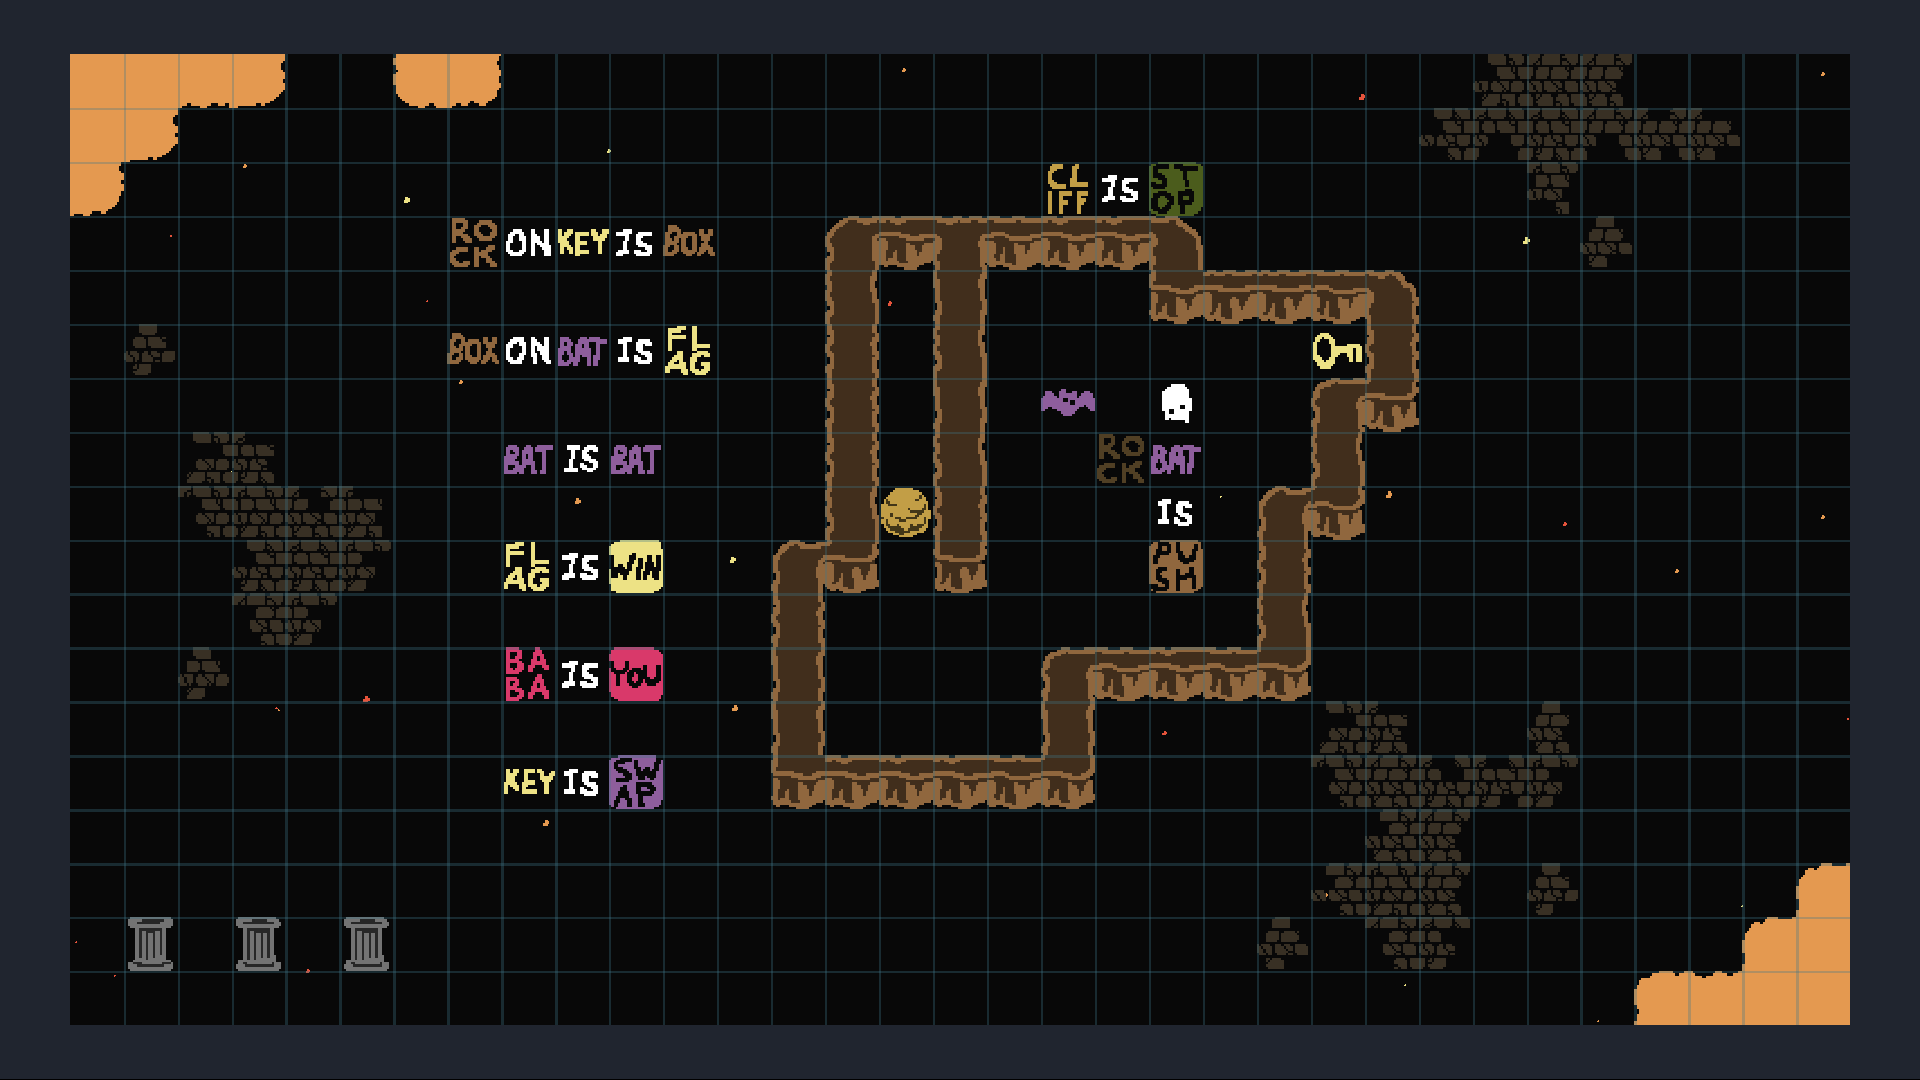 CLIFF IS STOP
ROCK ON KEY IS BOX
BOX ON BAT IS FLAG
BAT IS BAT
ROCK BAT
IS
PUSH
FLAG IS WIN
BABA IS YOU
KEY IS SWAP